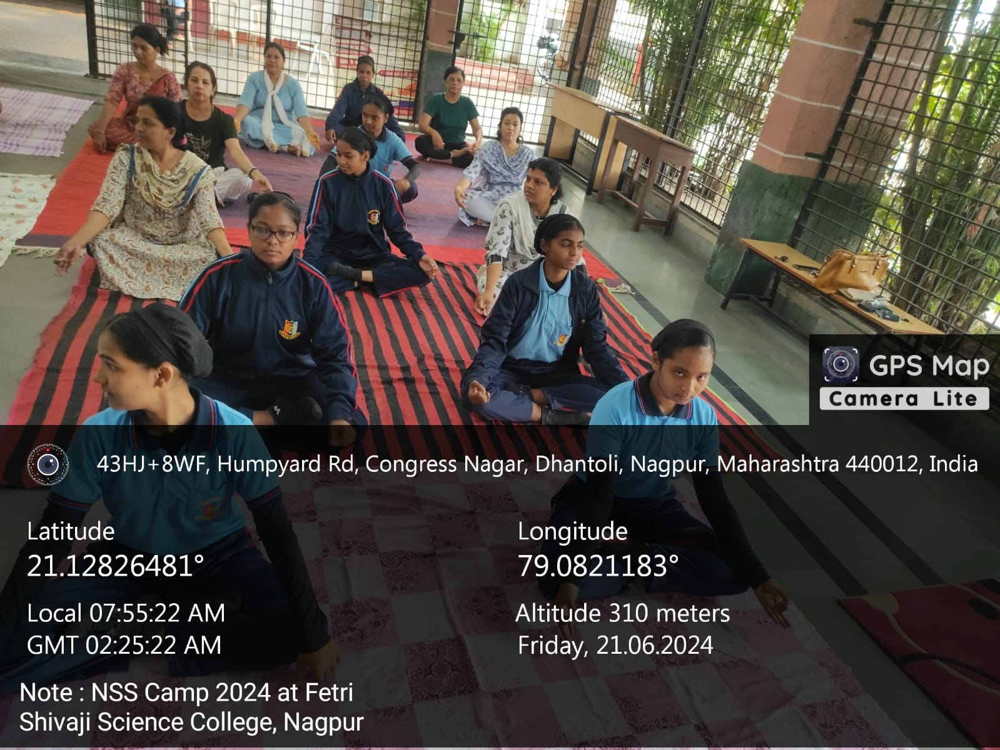 GPS Map
Camera Lite
43HJ+8WF, Humpyard Rd, Congress Nagar, Dhantoli, Nagpur, Maharashtra 440012, India
Latitude
21.12826481°
Longitude
79.0821183°
Local 07:55:22 AM
GMT 02:25:22 AM
Altitude 310 meters
Friday, 21.06.2024
Note : NSS Camp 2024 at Fetri
Shivaji Science College, Nagpur